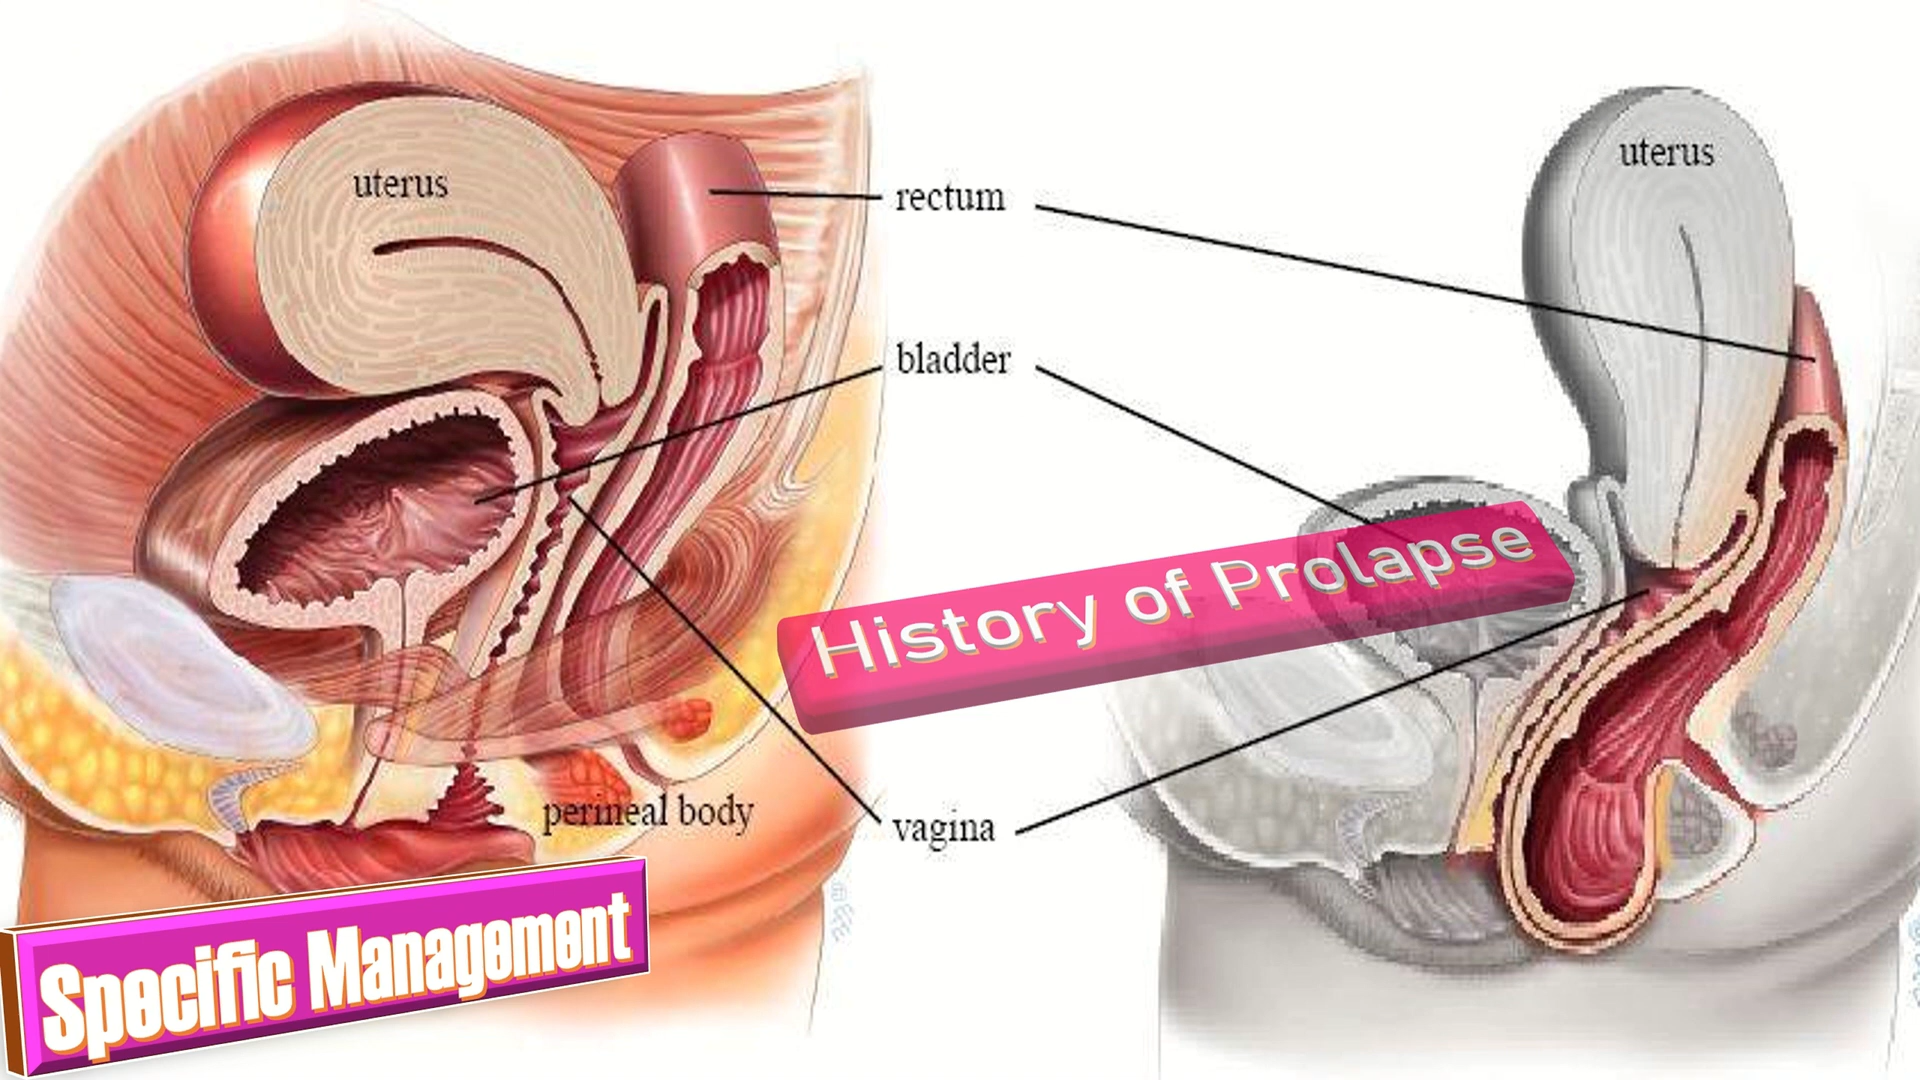 uterus
uterus
rectum
bladder
History of Prolapse
perineal body
vagina
Specific Management